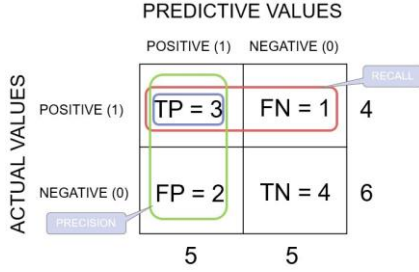 PREDICTIVE VALUES
POSITIVE (1) NEGATIVE (0)
RECALL
ACTUAL VALUES
POSITIVE (1) TP = 3 FN = 1 4
NEGATIVE (0) FP = 2 TN = 4 6
PRECISION
5 5